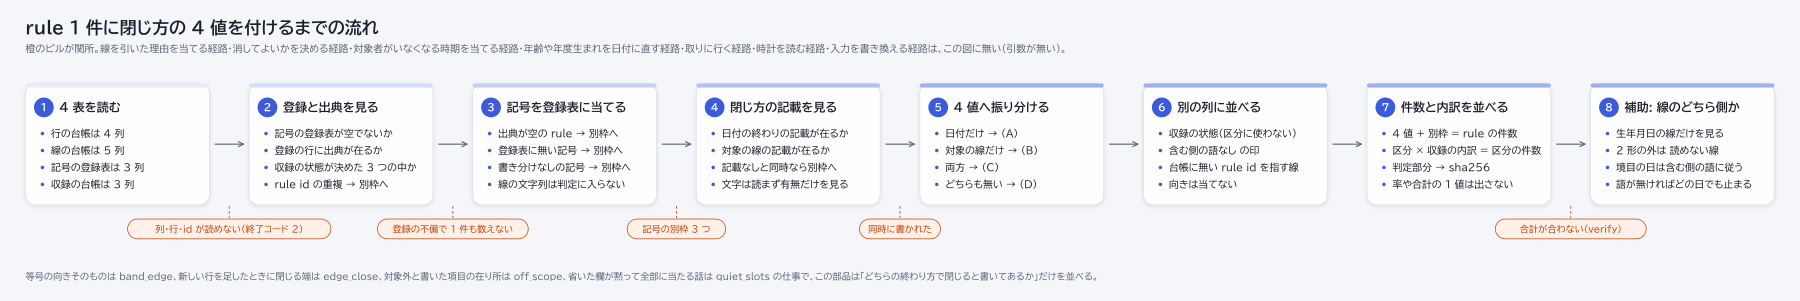 rule 1 件に閉じ方の 4 値を付けるまでの流れ
橙のピルが関所。線を引いた理由を当てる経路・消してよいかを決める経路・対象者がいなくなる時期を当てる経路・年齢や年度生まれを日付に直す経路・取りに行く経路・時計を読む経路・入力を書き換える経路は、この図に無い(引数が無い)。
1 4 表を読む
• 行の台帳は 4 列
• 線の台帳は 5 列
• 記号の登録表は 3 列
• 収録の台帳は 3 列
2 登録と出典を見る
• 記号の登録表が空でないか
• 登録の行に出典が在るか
• 収録の状態が決めた 3 つの中か
• rule id の重複 → 別枠へ
3 記号を登録表に当てる
• 出典が空の rule → 別枠へ
• 登録表に無い記号 → 別枠へ
• 書き分けなしの記号 → 別枠へ
• 線の文字列は判定に入らない
4 閉じ方の記載を見る
• 日付の終わりの記載が在るか
• 対象の線の記載が在るか
• 記載なしと同時なら別枠へ
• 文字は読まず有無だけを見る
5 4 値へ振り分ける
• 日付だけ → (A)
• 対象の線だけ → (B)
• 両方 → (C)
• どちらも無い → (D)
6 別の列に並べる
• 収録の状態(区分に使わない)
• 含む側の語なし の印
• 台帳に無い rule id を指す線
• 向きは当てない
7 件数と内訳を並べる
• 4 値 + 別枠 = rule の件数
• 区分 × 収録の内訳 = 区分の件数
• 判定部分 → sha256
• 率や合計の 1 値は出さない
8 補助: 線のどちら側か
• 生年月日の線だけを見る
• 2 形の外は 読めない線
• 境目の日は含む側の語に従う
• 語が無ければどの日でも止まる
列・行・id が読めない(終了コード 2)
登録の不備で 1 件も数えない
記号の別枠 3 つ
同時に書かれた
合計が合わない(verify)
等号の向きそのものは band_edge、新しい行を足したときに閉じる端は edge_close、対象外と書いた項目の在り所は off_scope、省いた欄が黙って全部に当たる話は quiet_slots の仕事で、この部品は「どちらの終わり方で閉じると書いてあるか」だけを並べる。